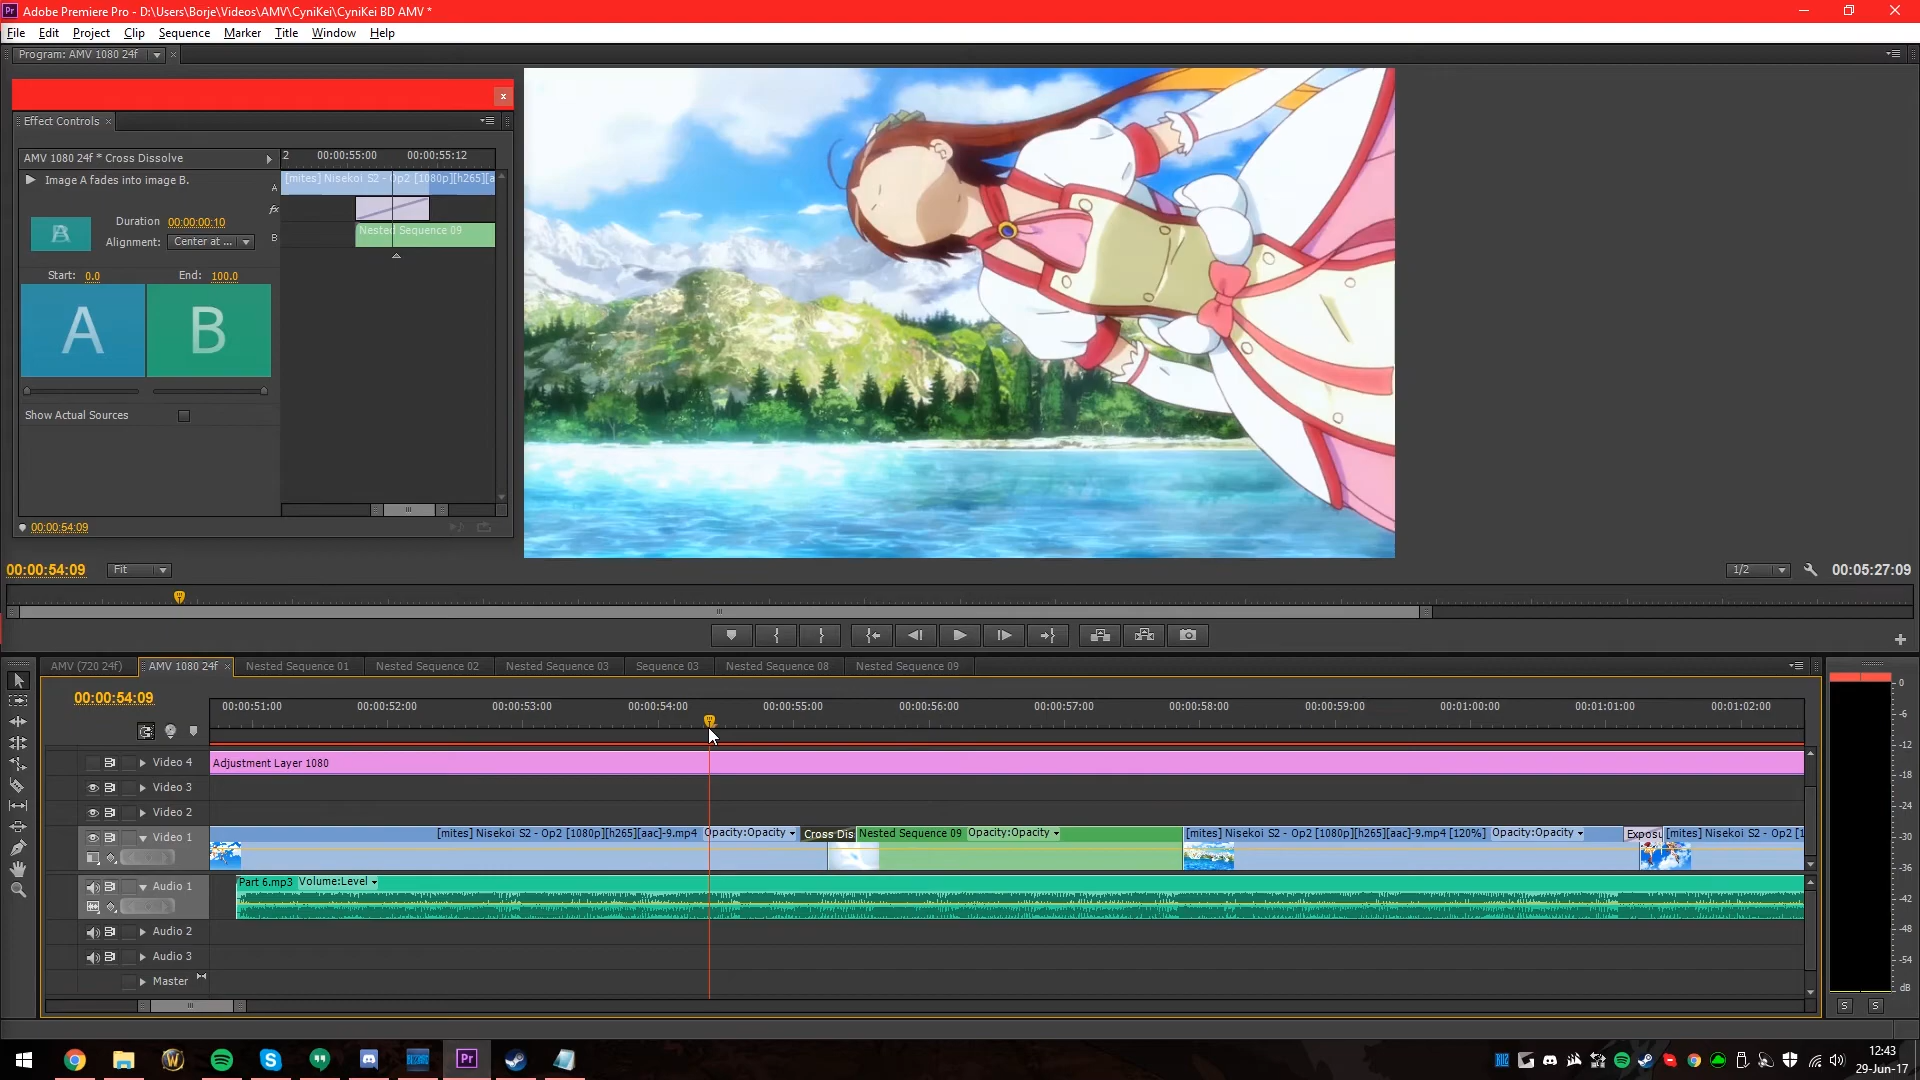 Pr Adobe Premiere Pro - D:\Users\Borje\Videos\AMV\CyniKei\CyniKei BD AMV *
File Edit Project Clip Sequence Marker Title Window Help
Program: AMV 1080 24f
Effect Controls
AMV 1080 24f * Cross Dissolve
2 00:00:55:00 00:00:55:12
Image A fades into image B.
A [mites] Nisekoi S2 - Op2 [1080p][h265][a
fx
Duration 00:00:00:10
B Nested Sequence 09
Alignment: Center at ...
Start: 0.0 End: 100.0
A B
Show Actual Sources
00:00:54:09
00:00:54:09 Fit 1/2 00:05:27:09
AMV (720 24f) AMV 1080 24f Nested Sequence 01 Nested Sequence 02 Nested Sequence 03 Sequence 03 Nested Sequence 08 Nested Sequence 09
00:00:54:09
00:00:51:00 00:00:52:00 00:00:53:00 00:00:54:00 00:00:55:00 00:00:56:00 00:00:57:00 00:00:58:00 00:00:59:00 00:01:00:00 00:01:01:00 00:01:02:00
Video 4 Adjustment Layer 1080
Video 3
Video 2
Video 1 [mites] Nisekoi S2 - Op2 [1080p][h265][aac]-9.mp4 Opacity:Opacity Cross Dis Nested Sequence 09 Opacity:Opacity [mites] Nisekoi S2 - Op2 [1080p][h265][aac]-9.mp4 [120%] Opacity:Opacity Exposu [mites] Nisekoi S2 - Op2 [1
Audio 1 Part 6.mp3 Volume:Level
Audio 2
Audio 3
Master
0
-6
-12
-18
-24
-30
-36
-42
-48
-54
dB
S S
Pr
12:43
29-Jun-17